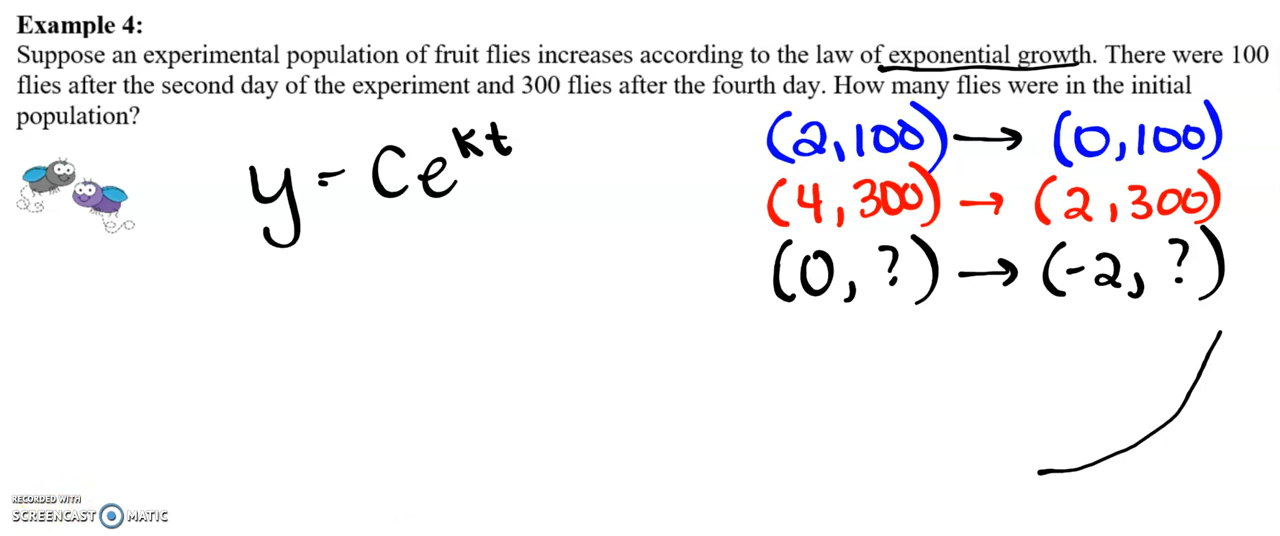 Example 4:
Suppose an experimental population of fruit flies increases according to the law of exponential growth. There were 100
flies after the second day of the experiment and 300 flies after the fourth day. How many flies were in the initial
population?
y = Ce^{kt}
(2,100) → (0,100)
(4,300) → (2,300)
(0, ?) → (-2, ?)
RECORDED WITH
SCREENCAST MATIC